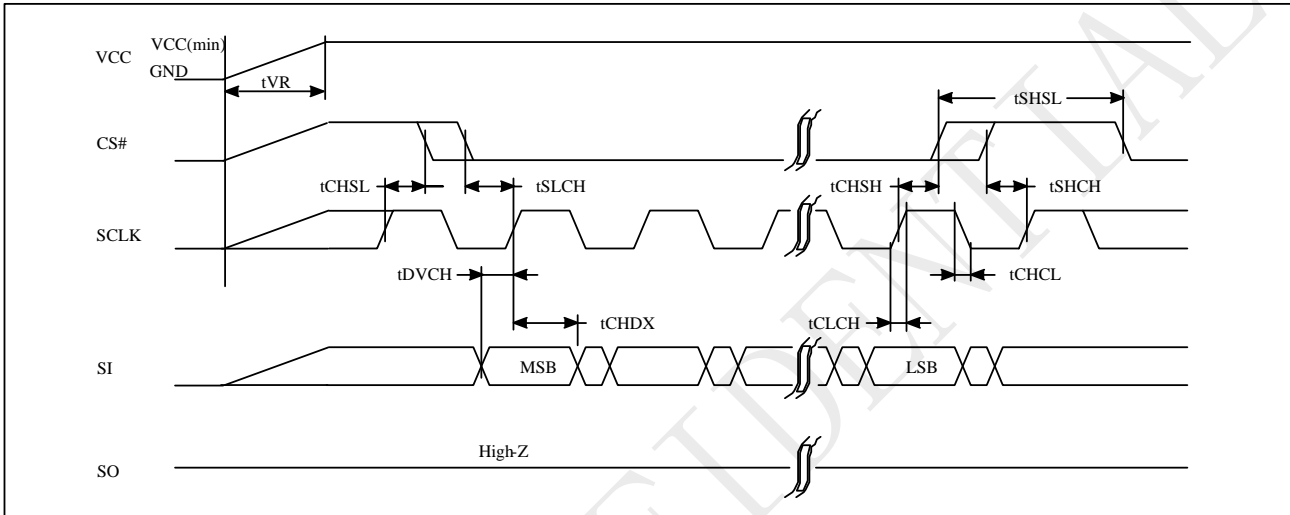 VCC
VCC(min)
GND
tVR
tSHSL
CS#
tCHSL
tSLCH
tCHSH
tSHCH
SCLK
tDVCH
tCHCL
tCHDX
tCLCH
SI
MSB
LSB
High-Z
SO